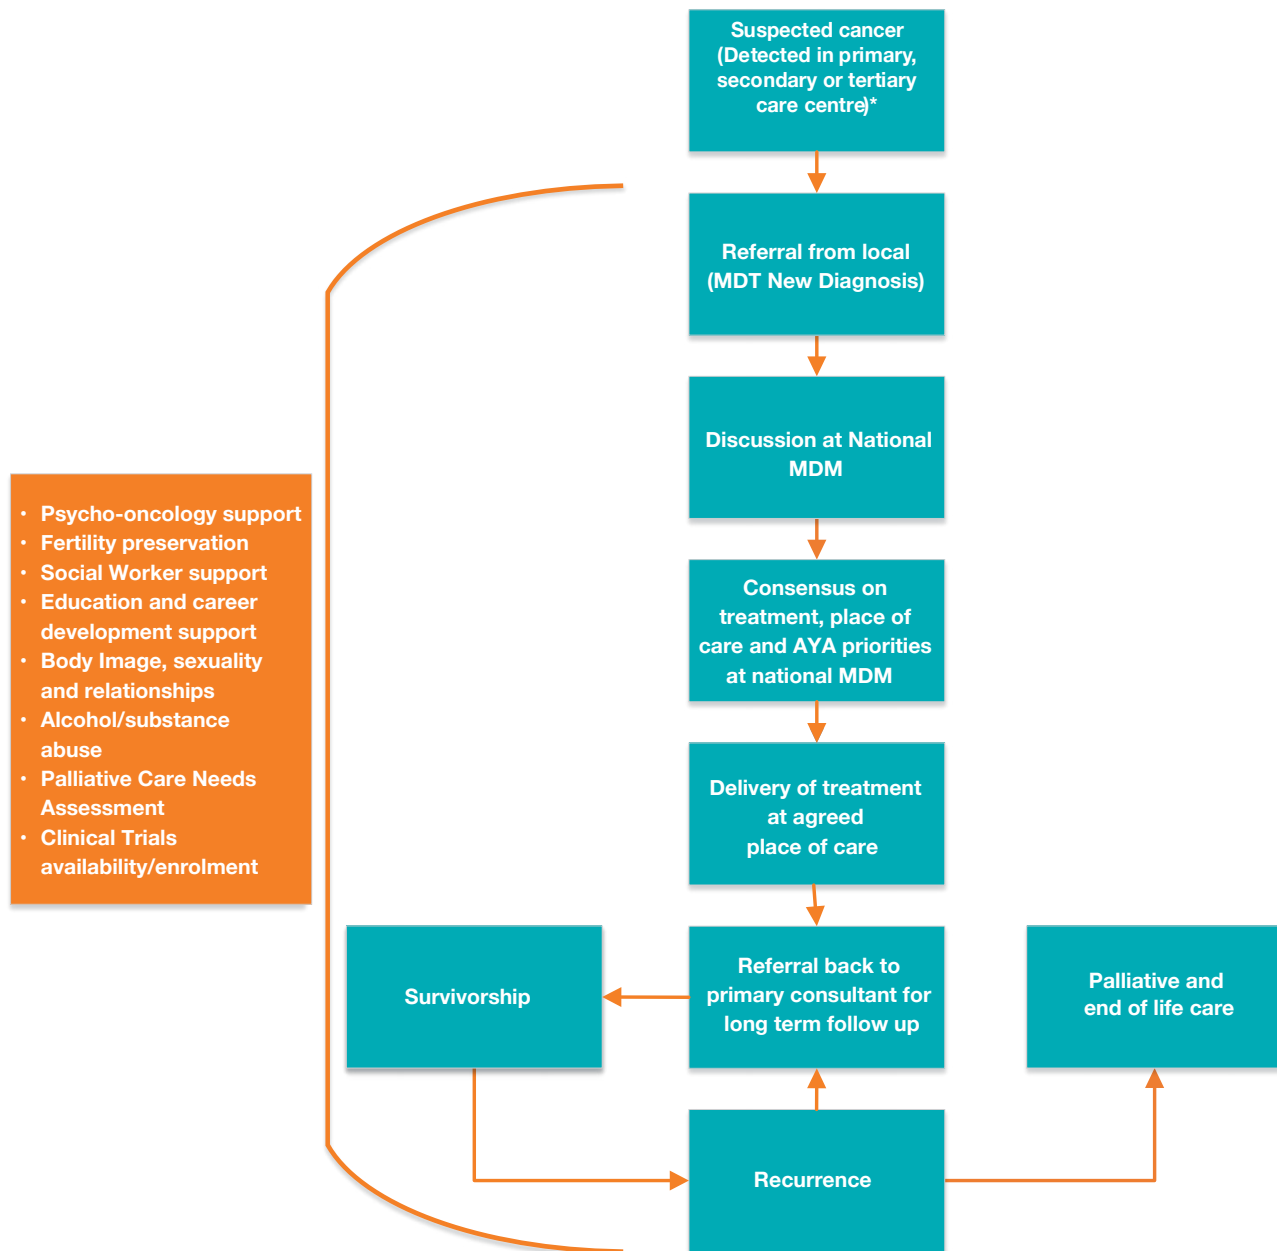 Suspected cancer
(Detected in primary,
secondary or tertiary
care centre)*
Referral from local
(MDT New Diagnosis)
Discussion at National
MDM
Consensus on
treatment, place of
care and AYA priorities
at national MDM
Delivery of treatment
at agreed
place of care
• Psycho-oncology support
• Fertility preservation
• Social Worker support
• Education and career
development support
• Body Image, sexuality
and relationships
• Alcohol/substance
abuse
• Palliative Care Needs
Assessment
• Clinical Trials
availability/enrolment
Survivorship
Referral back to
primary consultant for
long term follow up
Palliative and
end of life care
Recurrence